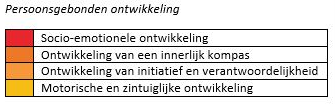 Persoonsgebonden ontwikkeling
Socio-emotionele ontwikkeling
Ontwikkeling van een innerlijk kompas
Ontwikkeling van initiatief en verantwoordelijkheid
Motorische en zintuiglijke ontwikkeling